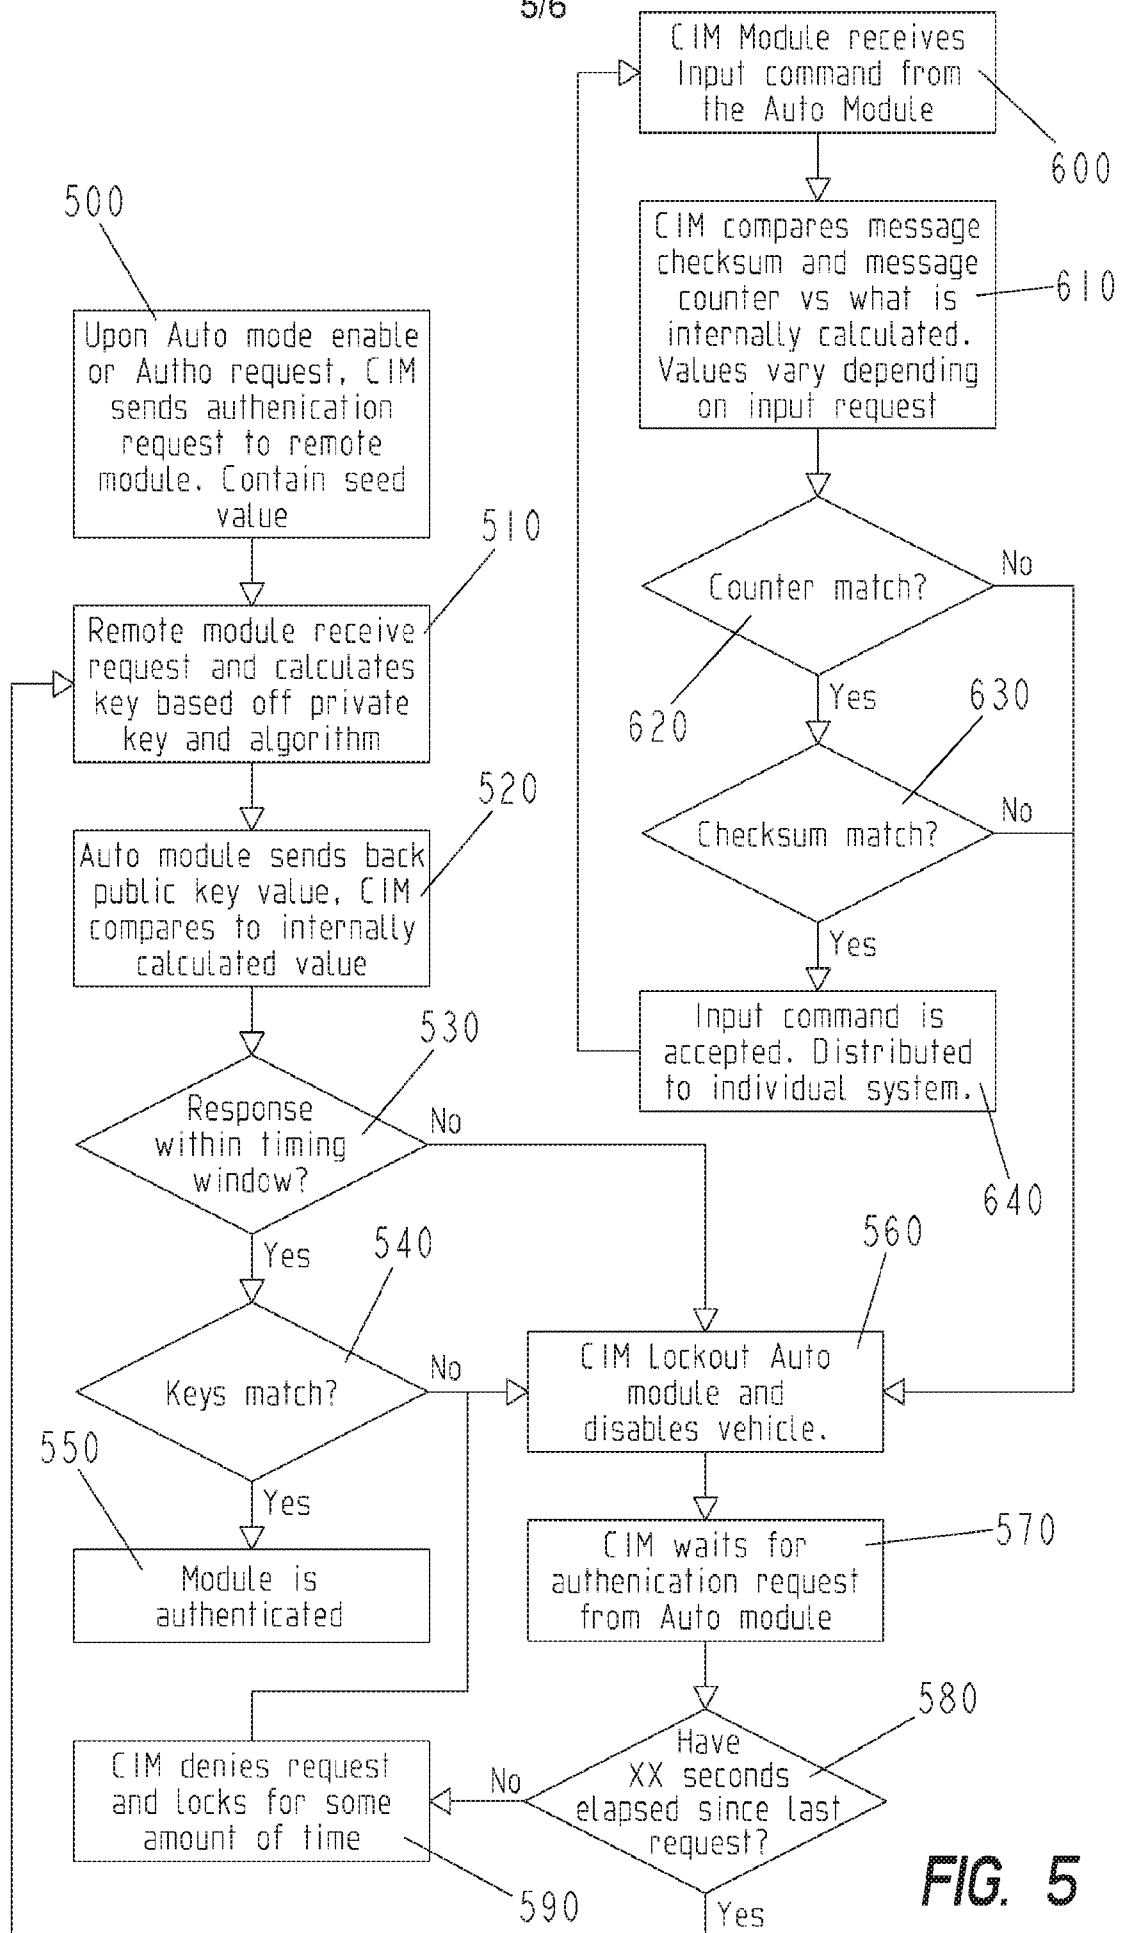 5/6
500
Upon Auto mode enable
or Autho request, CIM
sends authenication
request to remote
module. Contain seed
value
510
Remote module receive
request and calculates
key based off private
key and algorithm
520
Auto module sends back
public key value, CIM
compares to internally
calculated value
530
Response
within timing
window?
No
Yes
540
Keys match?
No
Yes
550
Module is
authenticated
CIM Module receives
Input command from
the Auto Module
600
CIM compares message
checksum and message
counter vs what is
internally calculated.
Values vary depending
on input request
610
Counter match?
No
620
Yes
630
Checksum match?
No
Yes
Input command is
accepted. Distributed
to individual system.
640
560
CIM Lockout Auto
module and
disables vehicle.
CIM waits for
authenication request
from Auto module
570
580
Have
XX seconds
elapsed since last
request?
No
Yes
CIM denies request
and locks for some
amount of time
590
FIG. 5